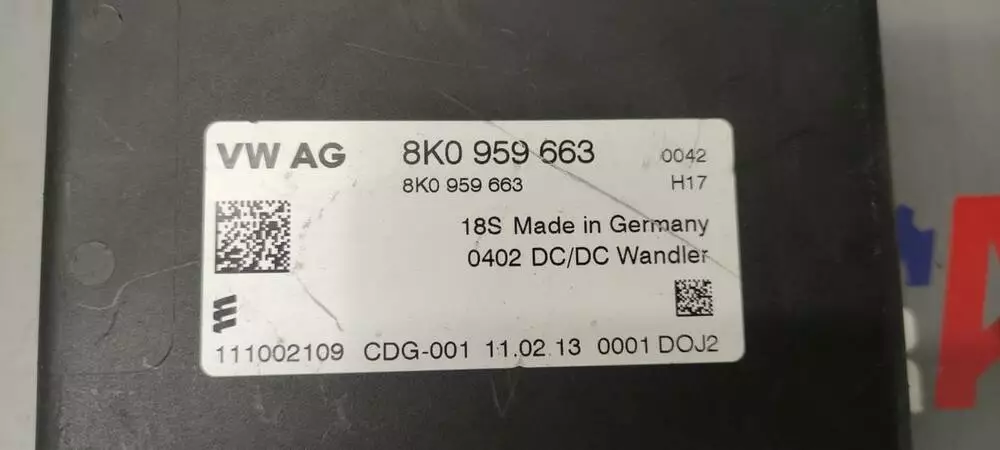 VW AG 8K0 959 663 0042
8K0 959 663 H17
18S Made in Germany
0402 DC/DC Wandler
111002109 CDG-001 11.02.13 0001 DOJ2